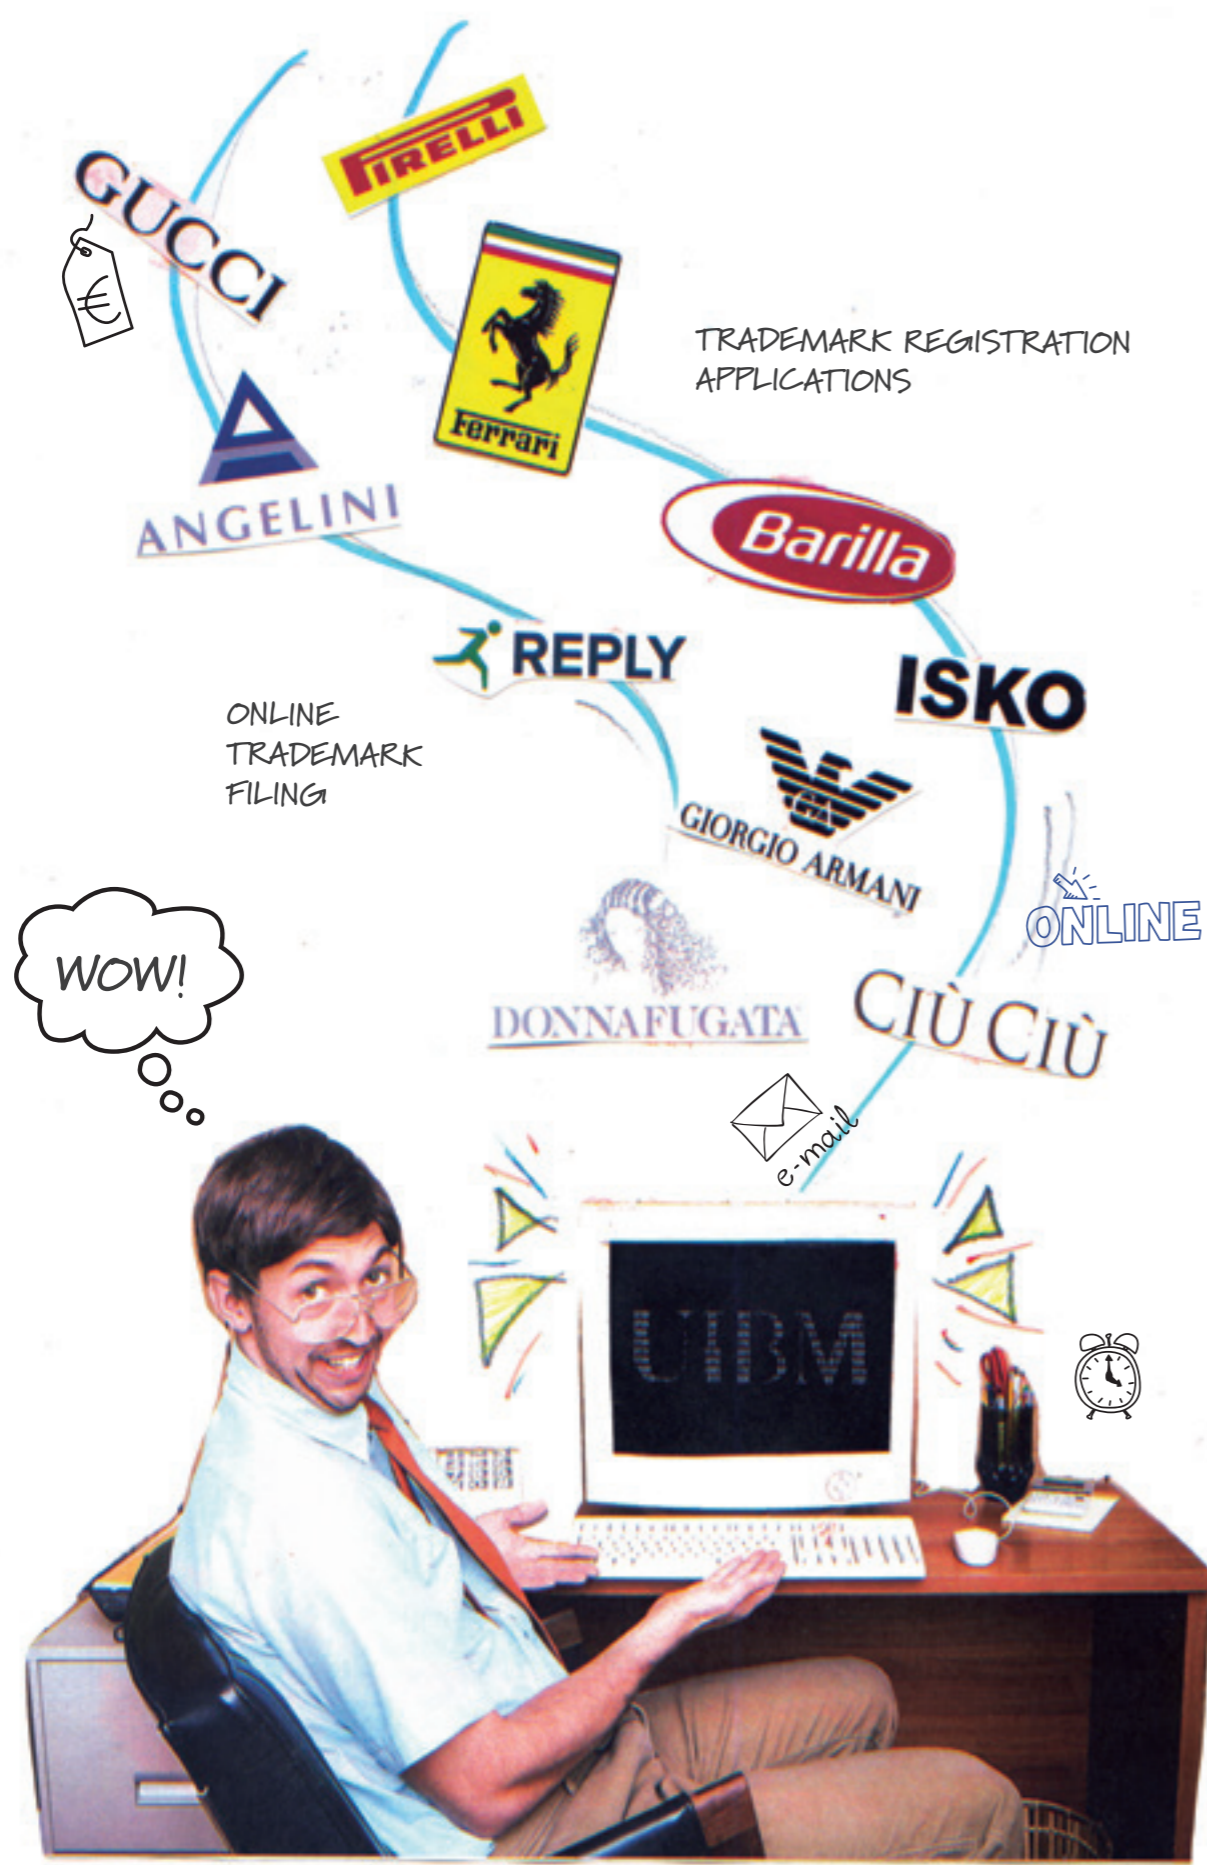 PIRELLI
GUCCI
€
Ferrari
TRADEMARK REGISTRATION
APPLICATIONS
ANGELINI
Barilla
REPLY
ISKO
ONLINE
TRADEMARK
FILING
GIORGIO ARMANI
ONLINE
WOW!
DONNAFUGATA
CIÙ CIÙ
e-mail
UIBM